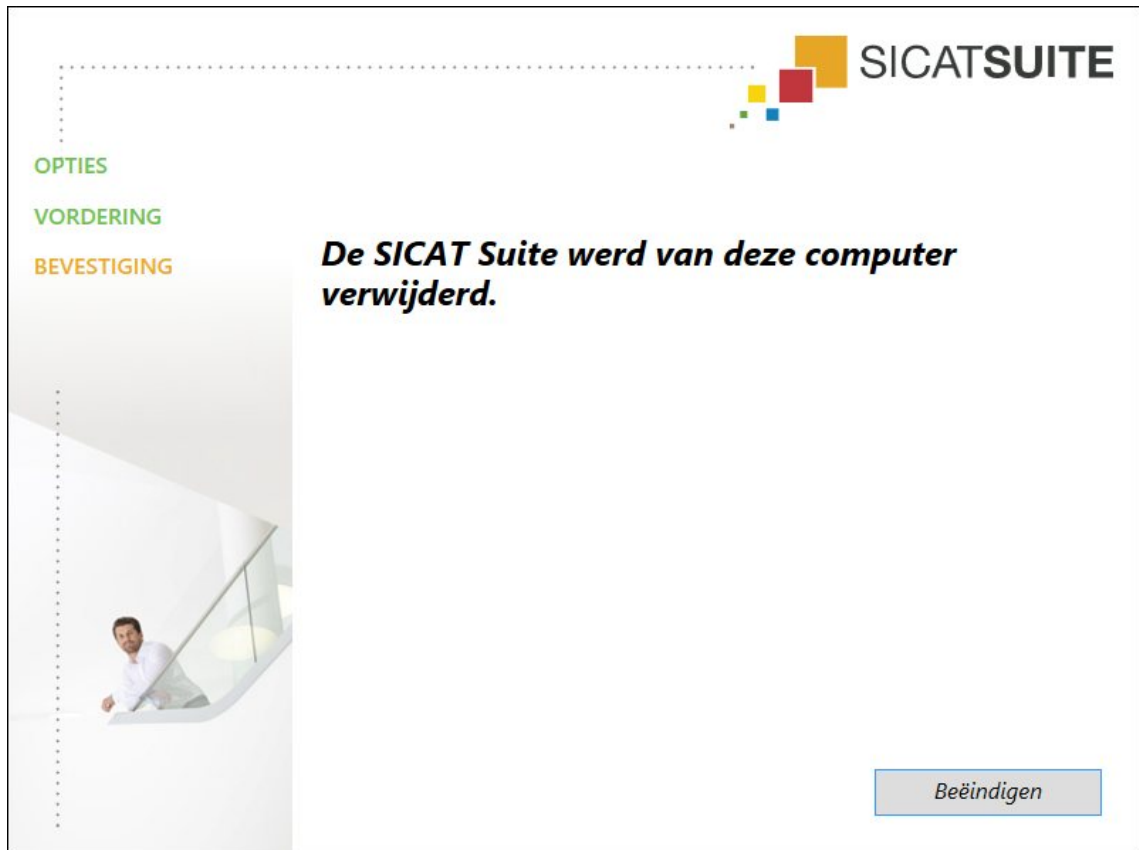 SICATSUITE
OPTIES
VORDERING
BEVESTIGING
De SICAT Suite werd van deze computer
verwijderd.
Beëindigen